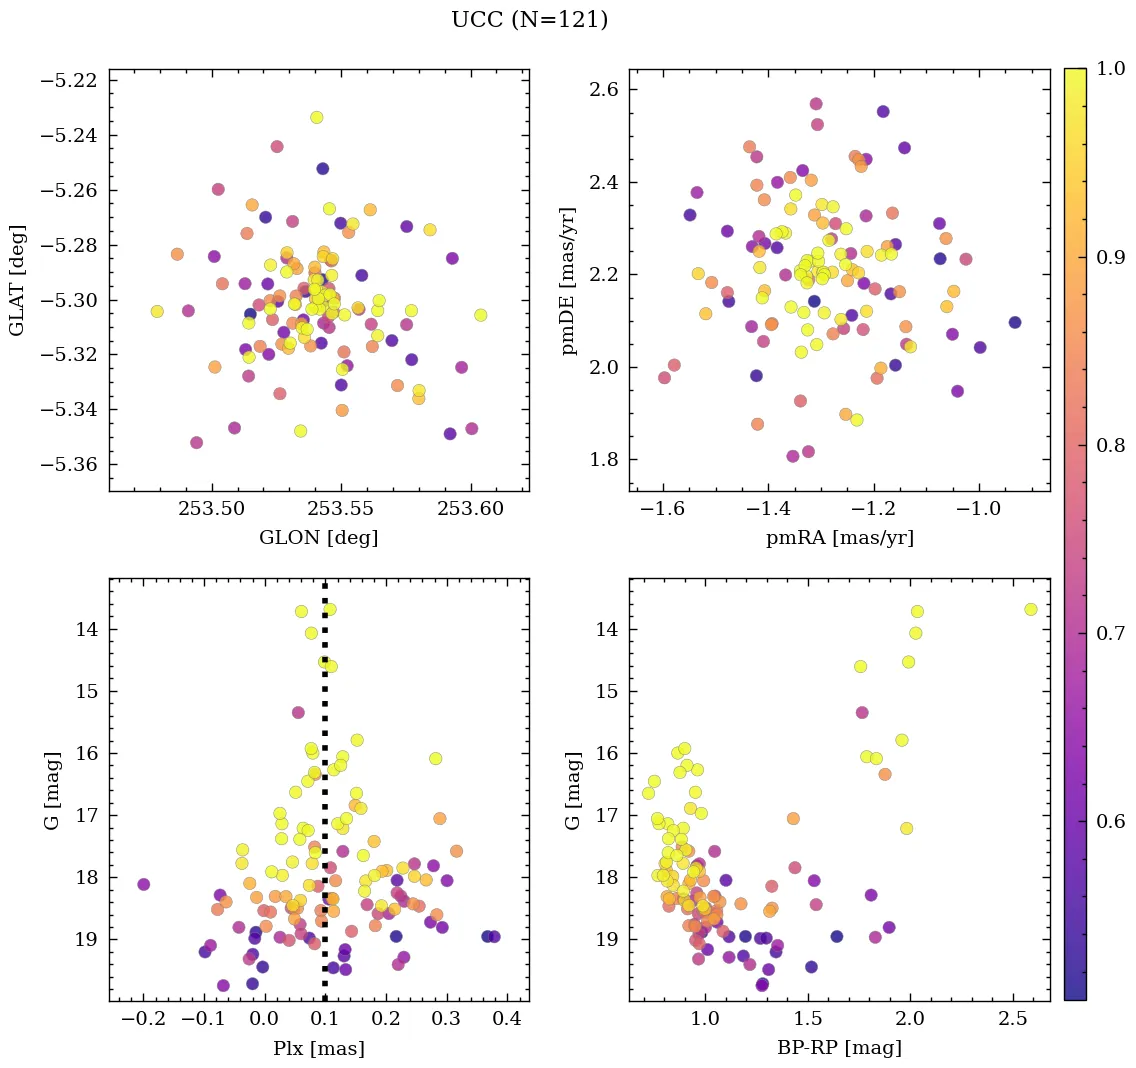 UCC (N=121)
−5.22
−5.24
−5.26
−5.28
−5.30
−5.32
−5.34
−5.36
GLAT [deg]
253.50 253.55 253.60
GLON [deg]
2.6
2.4
2.2
2.0
1.8
pmDE [mas/yr]
−1.6 −1.4 −1.2 −1.0
pmRA [mas/yr]
14
15
16
17
18
19
G [mag]
−0.2 −0.1 0.0 0.1 0.2 0.3 0.4
Plx [mas]
14
15
16
17
18
19
G [mag]
1.0 1.5 2.0 2.5
BP-RP [mag]
1.0
0.9
0.8
0.7
0.6